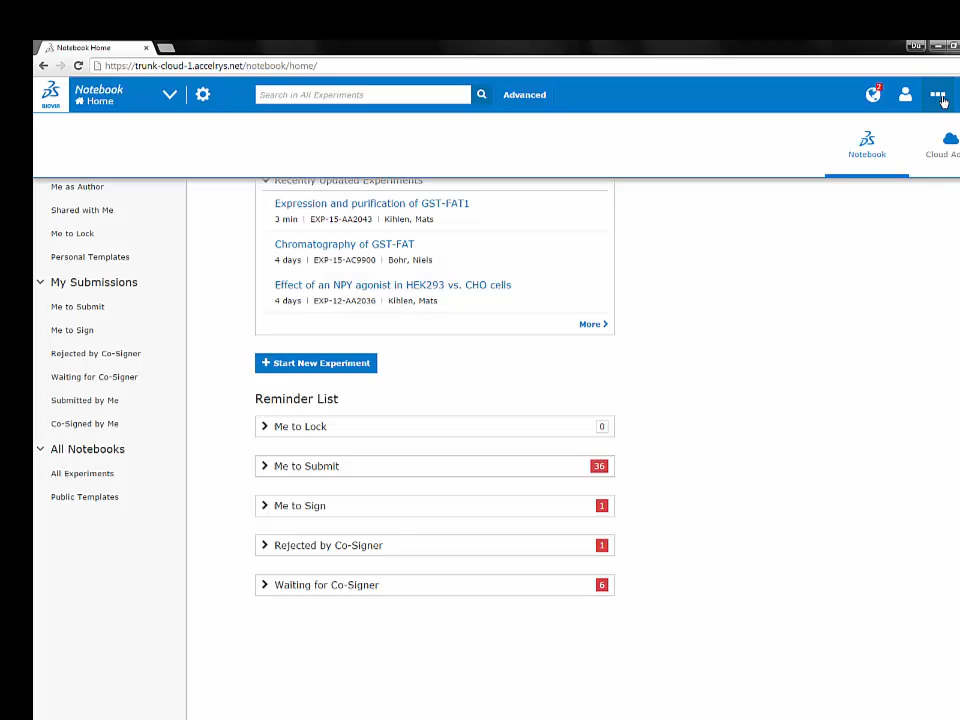 Notebook Home
Du
https://trunk-cloud-1.accelrys.net/notebook/home/
BIOVIA
Notebook
Home
Search in All Experiments
Advanced
2
Notebook
Cloud Ad
Me as Author
Shared with Me
Me to Lock
Personal Templates
My Submissions
Me to Submit
Me to Sign
Rejected by Co-Signer
Waiting for Co-Signer
Submitted by Me
Co-Signed by Me
All Notebooks
All Experiments
Public Templates
Recently Updated Experiments
Expression and purification of GST-FAT1
3 min | EXP-15-AA2043 | Kihlen, Mats
Chromatography of GST-FAT
4 days | EXP-15-AC9900 | Bohr, Niels
Effect of an NPY agonist in HEK293 vs. CHO cells
4 days | EXP-12-AA2036 | Kihlen, Mats
More
+ Start New Experiment
Reminder List
Me to Lock 0
Me to Submit 36
Me to Sign 1
Rejected by Co-Signer 1
Waiting for Co-Signer 6